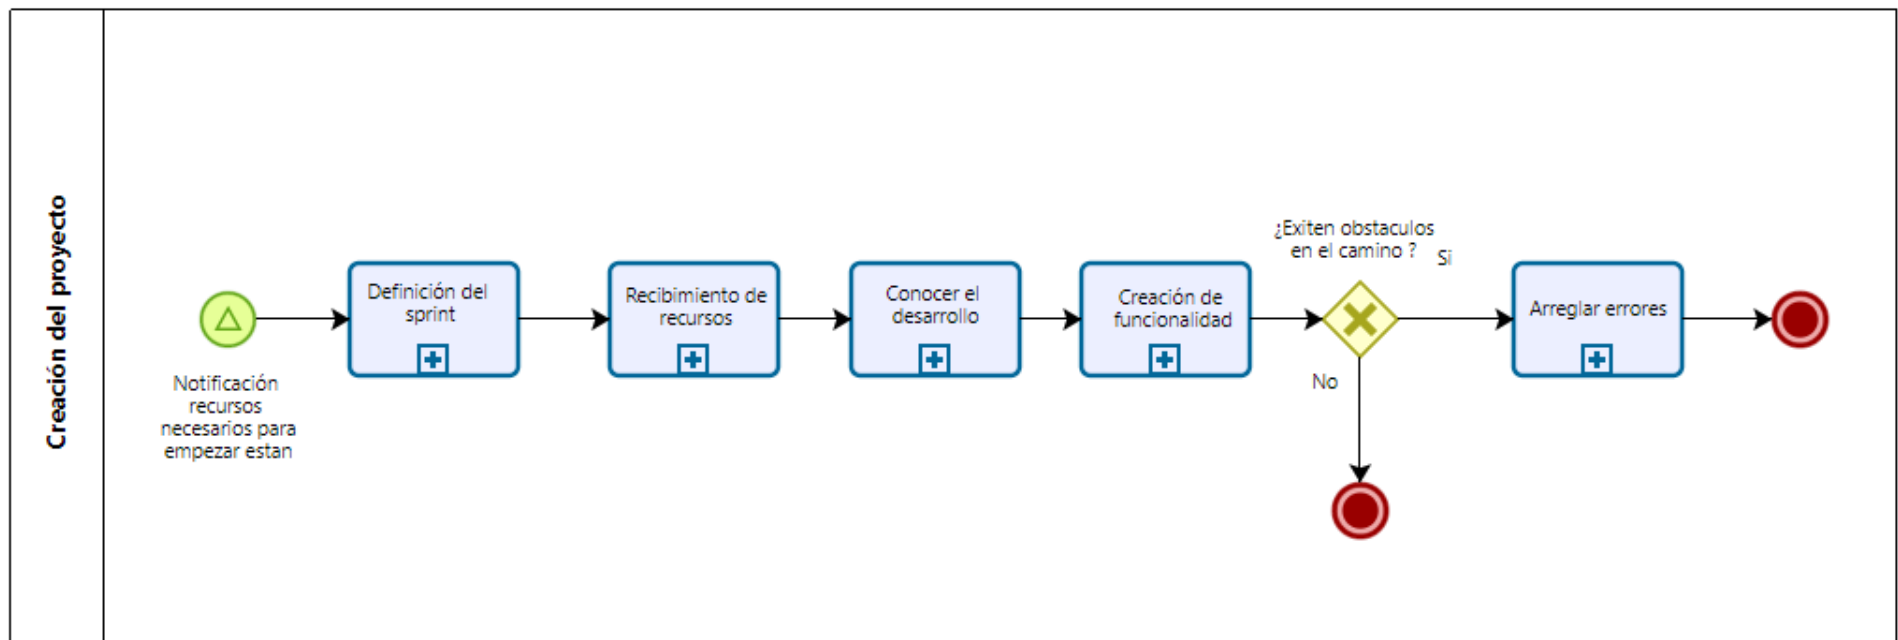 Creación del proyecto
Notificación
recursos
necesarios para
empezar estan
Definición del
sprint
Recibimiento de
recursos
Conocer el
desarrollo
Creación de
funcionalidad
¿Exiten obstaculos
en el camino ?
Si
No
Arreglar errores